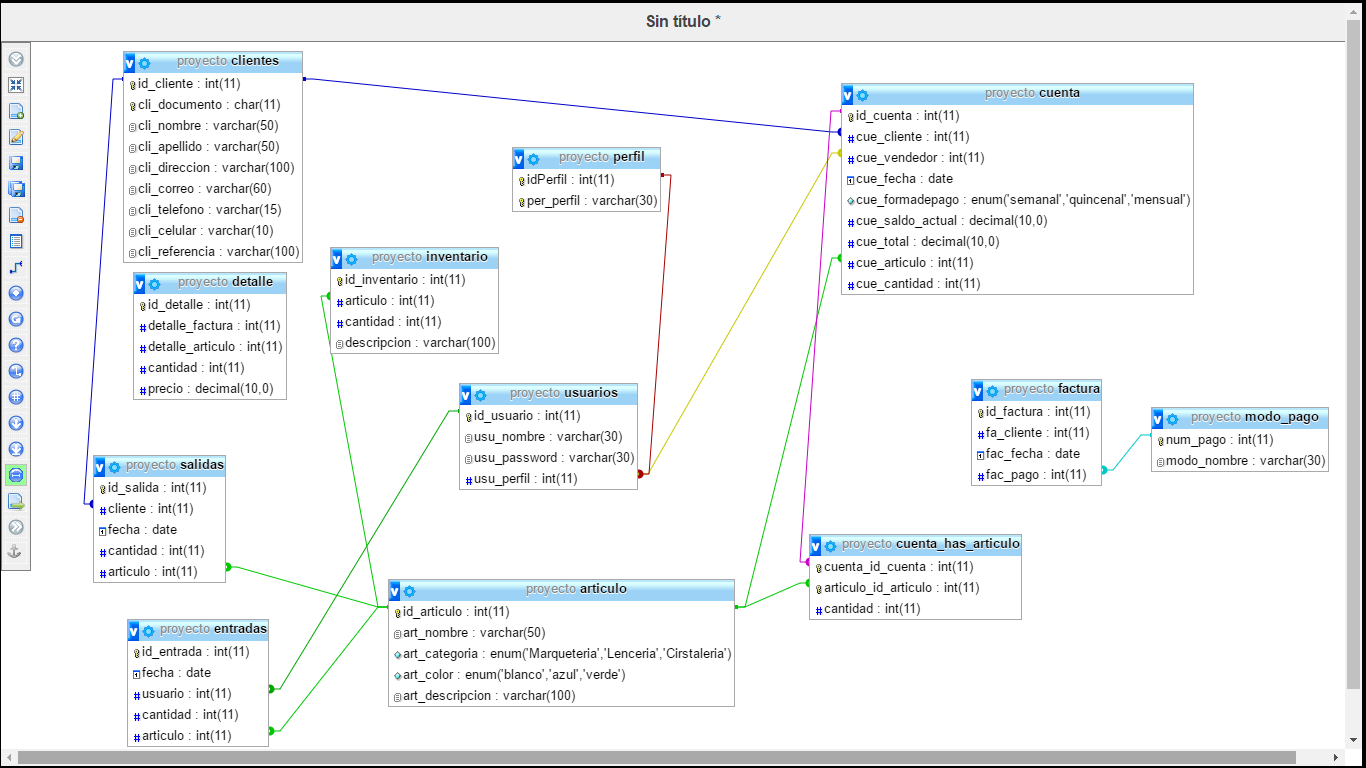 Sin título *
proyecto clientes
id_cliente : int(11)
cli_documento : char(11)
cli_nombre : varchar(50)
cli_apellido : varchar(50)
cli_direccion : varchar(100)
cli_correo : varchar(60)
cli_telefono : varchar(15)
cli_celular : varchar(10)
cli_referencia : varchar(100)
proyecto detalle
id_detalle : int(11)
detalle_factura : int(11)
detalle_articulo : int(11)
cantidad : int(11)
precio : decimal(10,0)
proyecto perfil
idPerfil : int(11)
per_perfil : varchar(30)
proyecto inventario
id_inventario : int(11)
articulo : int(11)
cantidad : int(11)
descripcion : varchar(100)
proyecto cuenta
id_cuenta : int(11)
cue_cliente : int(11)
cue_vendedor : int(11)
cue_fecha : date
cue_formadepago : enum('semanal','quincenal','mensual')
cue_saldo_actual : decimal(10,0)
cue_total : decimal(10,0)
cue_articulo : int(11)
cue_cantidad : int(11)
proyecto usuarios
id_usuario : int(11)
usu_nombre : varchar(30)
usu_password : varchar(30)
usu_perfil : int(11)
proyecto factura
id_factura : int(11)
fa_cliente : int(11)
fac_fecha : date
fac_pago : int(11)
proyecto modo_pago
num_pago : int(11)
modo_nombre : varchar(30)
proyecto salidas
id_salida : int(11)
cliente : int(11)
fecha : date
cantidad : int(11)
articulo : int(11)
proyecto cuenta_has_articulo
cuenta_id_cuenta : int(11)
articulo_id_articulo : int(11)
cantidad : int(11)
proyecto articulo
id_articulo : int(11)
art_nombre : varchar(50)
art_categoria : enum('Marqueteria','Lenceria','Cirstaleria')
art_color : enum('blanco','azul','verde')
art_descripcion : varchar(100)
proyecto entradas
id_entrada : int(11)
fecha : date
usuario : int(11)
cantidad : int(11)
articulo : int(11)